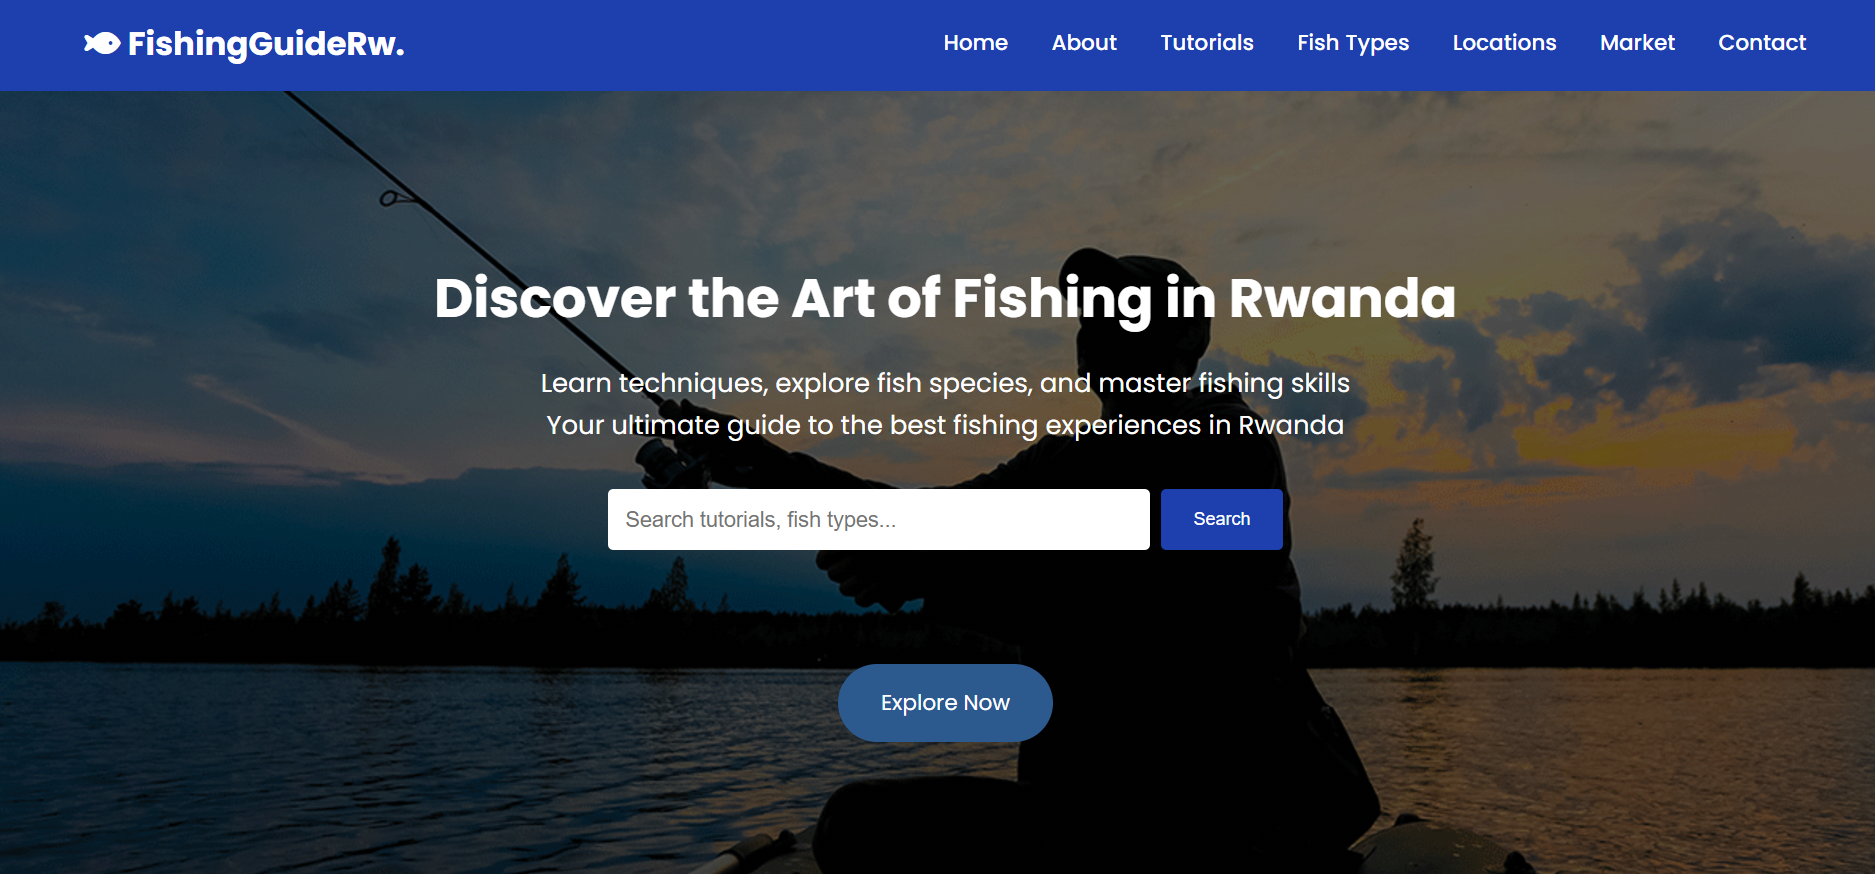 FishingGuideRw.
Home About Tutorials Fish Types Locations Market Contact
Discover the Art of Fishing in Rwanda
Learn techniques, explore fish species, and master fishing skills
Your ultimate guide to the best fishing experiences in Rwanda
Search tutorials, fish types...
Search
Explore Now